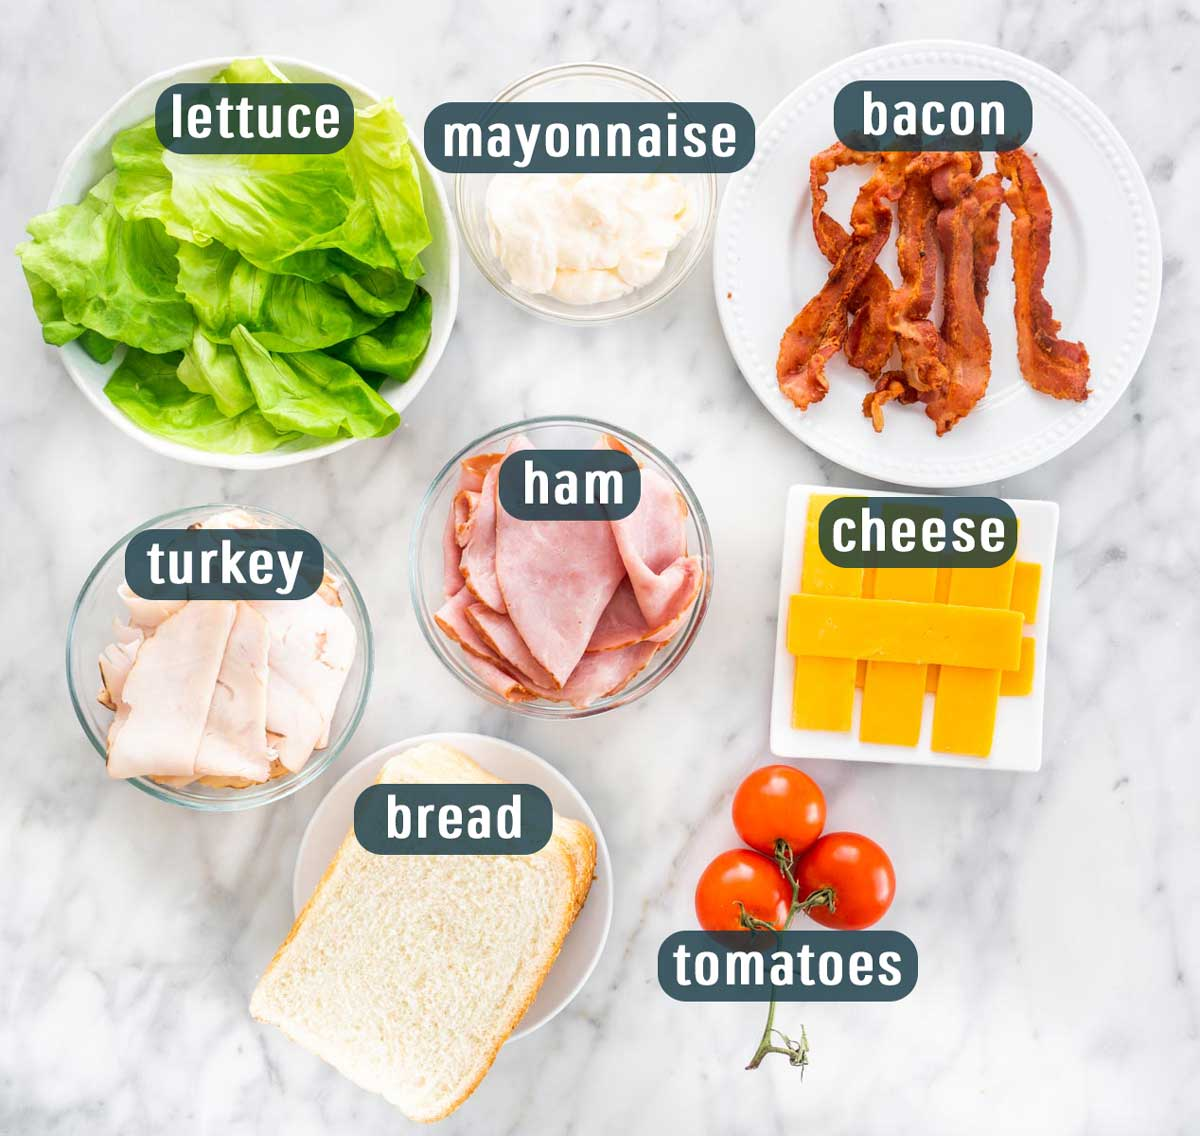 lettuce
mayonnaise
bacon
ham
cheese
turkey
bread
tomatoes